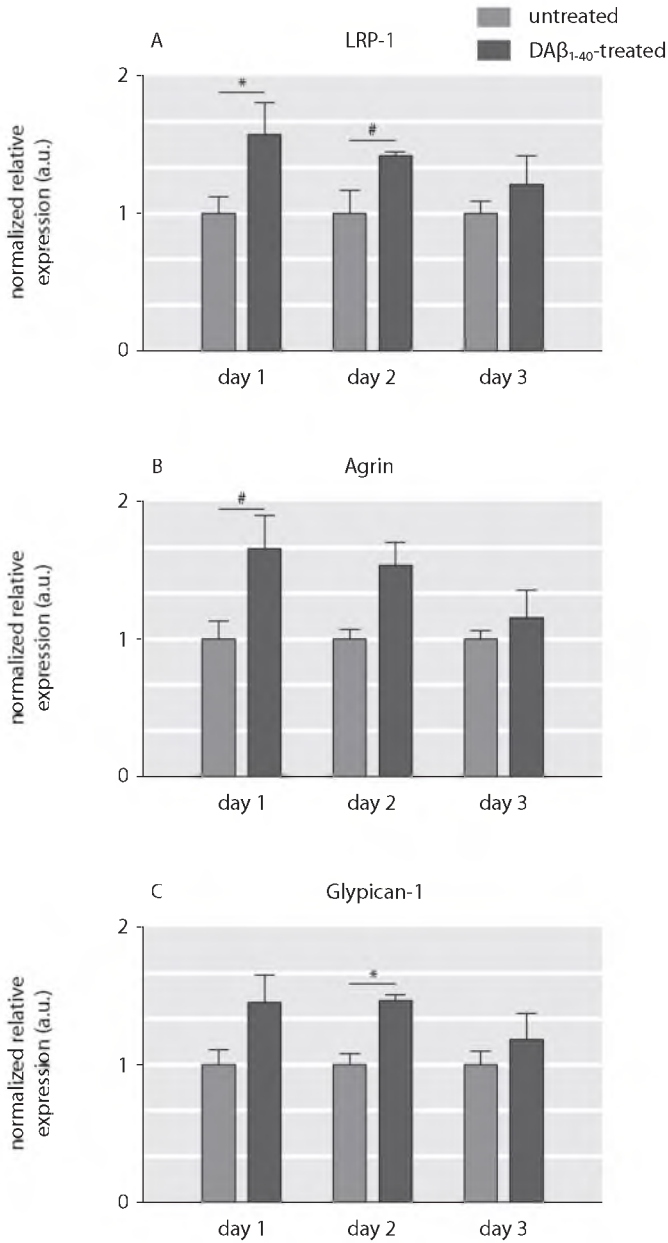 untreated
DAβ1-40-treated
A LRP-1
2
1
0
normalized relative
expression (a.u.)
*
#
day 1 day 2 day 3
B Agrin
2
1
0
normalized relative
expression (a.u.)
#
day 1 day 2 day 3
C Glypican-1
2
1
0
normalized relative
expression (a.u.)
*
day 1 day 2 day 3